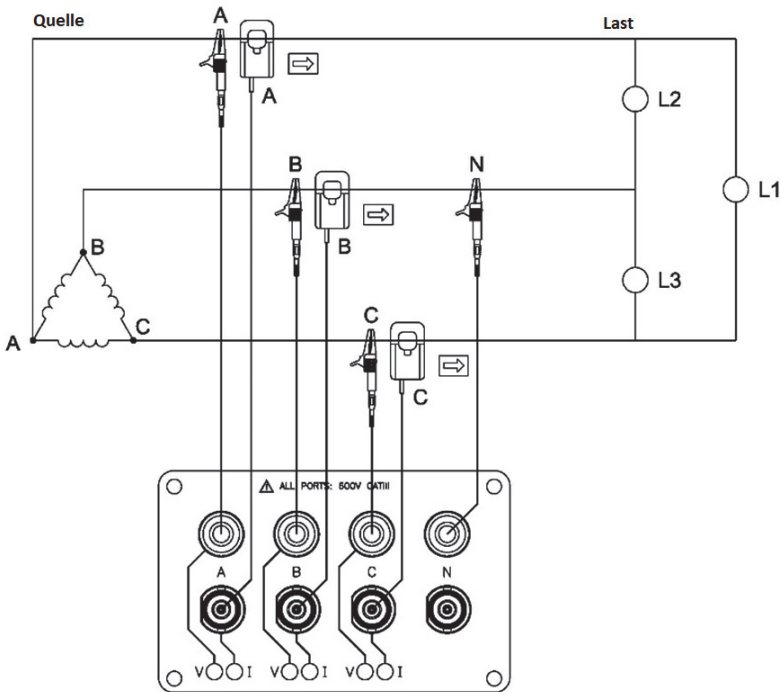 Quelle
A
Last
A
L2
B
N
L1
B
B
L3
A
C
C
C
⚠ ALL PORTS: 600V CATIII
A B C N
V I V I V I